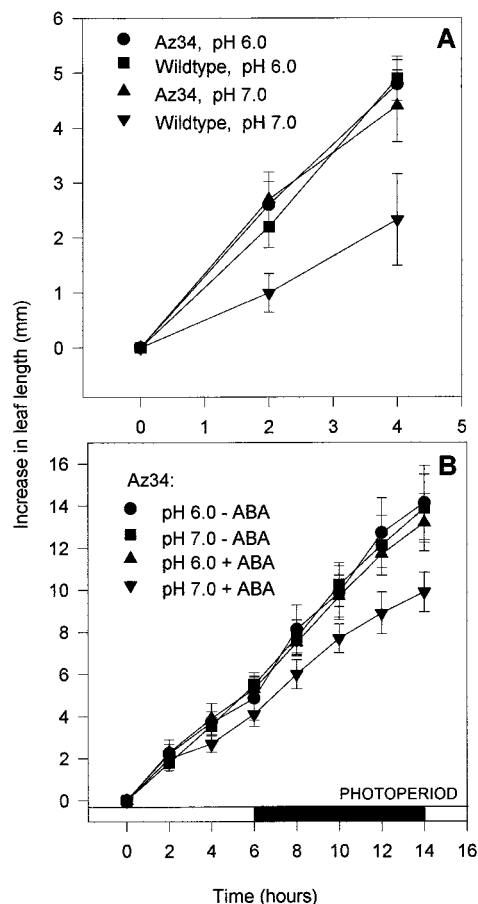 A
Az34, pH 6.0
Wildtype, pH 6.0
Az34, pH 7.0
Wildtype, pH 7.0
6
5
4
3
2
1
0
0 1 2 3 4 5
Increase in leaf length (mm)
B
Az34:
pH 6.0 - ABA
pH 7.0 - ABA
pH 6.0 + ABA
pH 7.0 + ABA
16
14
12
10
8
6
4
2
0
PHOTOPERIOD
0 2 4 6 8 10 12 14 16
Time (hours)